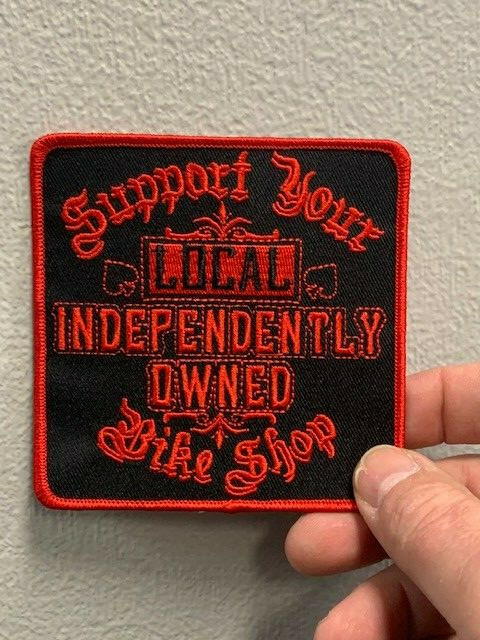 Support Your
LOCAL
INDEPENDENTLY
OWNED
Bike Shop